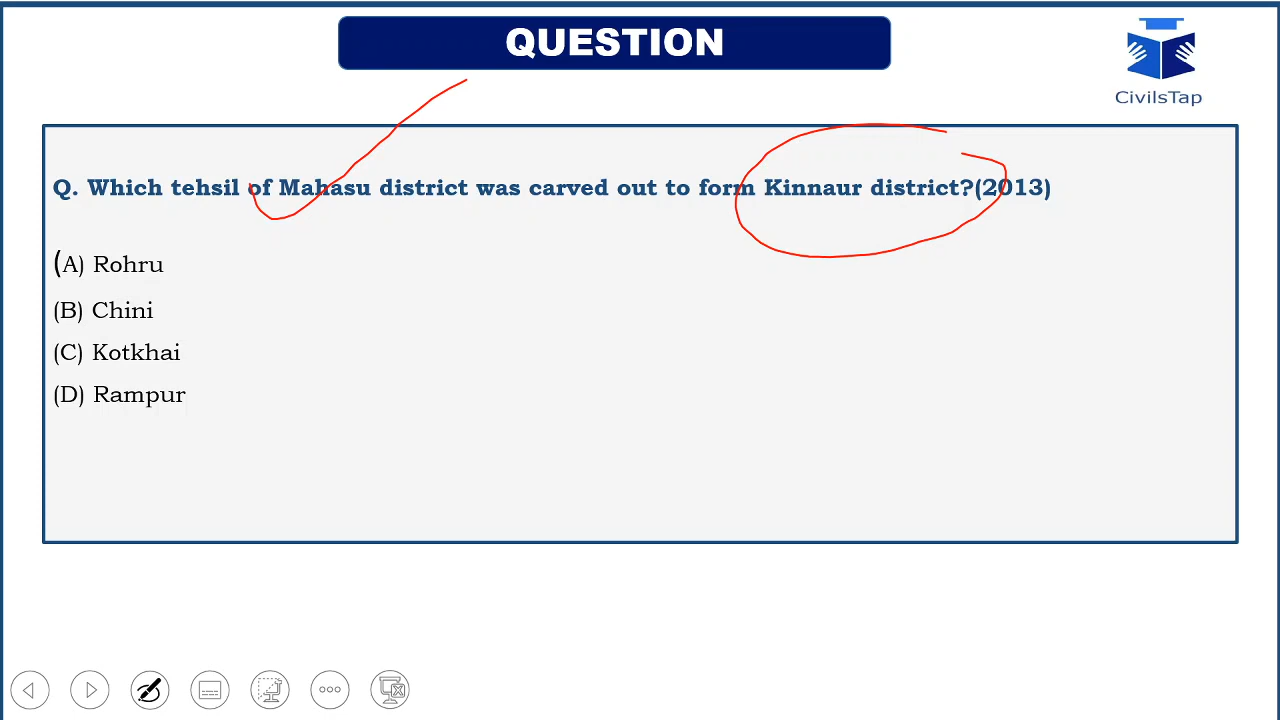 QUESTION
CivilsTap
Q. Which tehsil of Mahasu district was carved out to form Kinnaur district?(2013)
(A) Rohru
(B) Chini
(C) Kotkhai
(D) Rampur